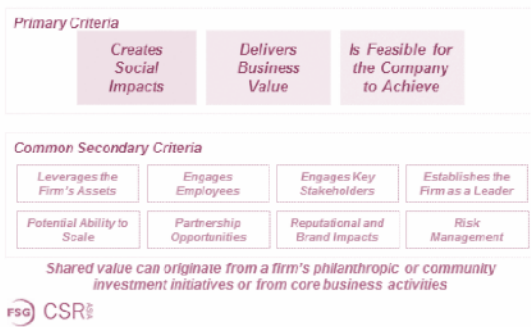 Primary Criteria
Creates
Social
Impacts
Delivers
Business
Value
Is Feasible for
the Company
to Achieve
Common Secondary Criteria
Leverages the
Firm's Assets
Engages
Employees
Engages Key
Stakeholders
Establishes the
Firm as a Leader
Potential Ability to
Scale
Partnership
Opportunities
Reputational and
Brand Impacts
Risk
Management
Shared value can originate from a firm's philanthropic or community
investment initiatives or from core business activities
FSG CSR ASIA